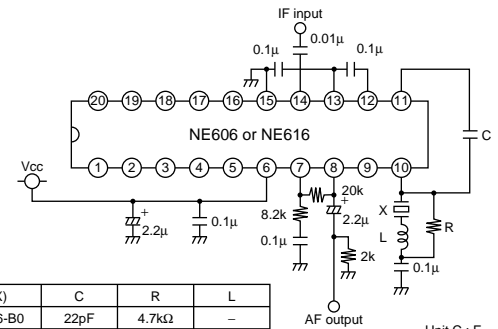 IF input
0.01μ
0.1μ
0.1μ
20 19 18 17 16 15 14 13 12 11
NE606 or NE616
C
1 2 3 4 5 6 7 8 9 10
Vcc
20k
X
8.2k
2.2μ
R
+
2.2μ
0.1μ
+
L
0.1μ
2k
0.1μ
X)
C
R
L
6-B0
22pF
4.7kΩ
–
AF output